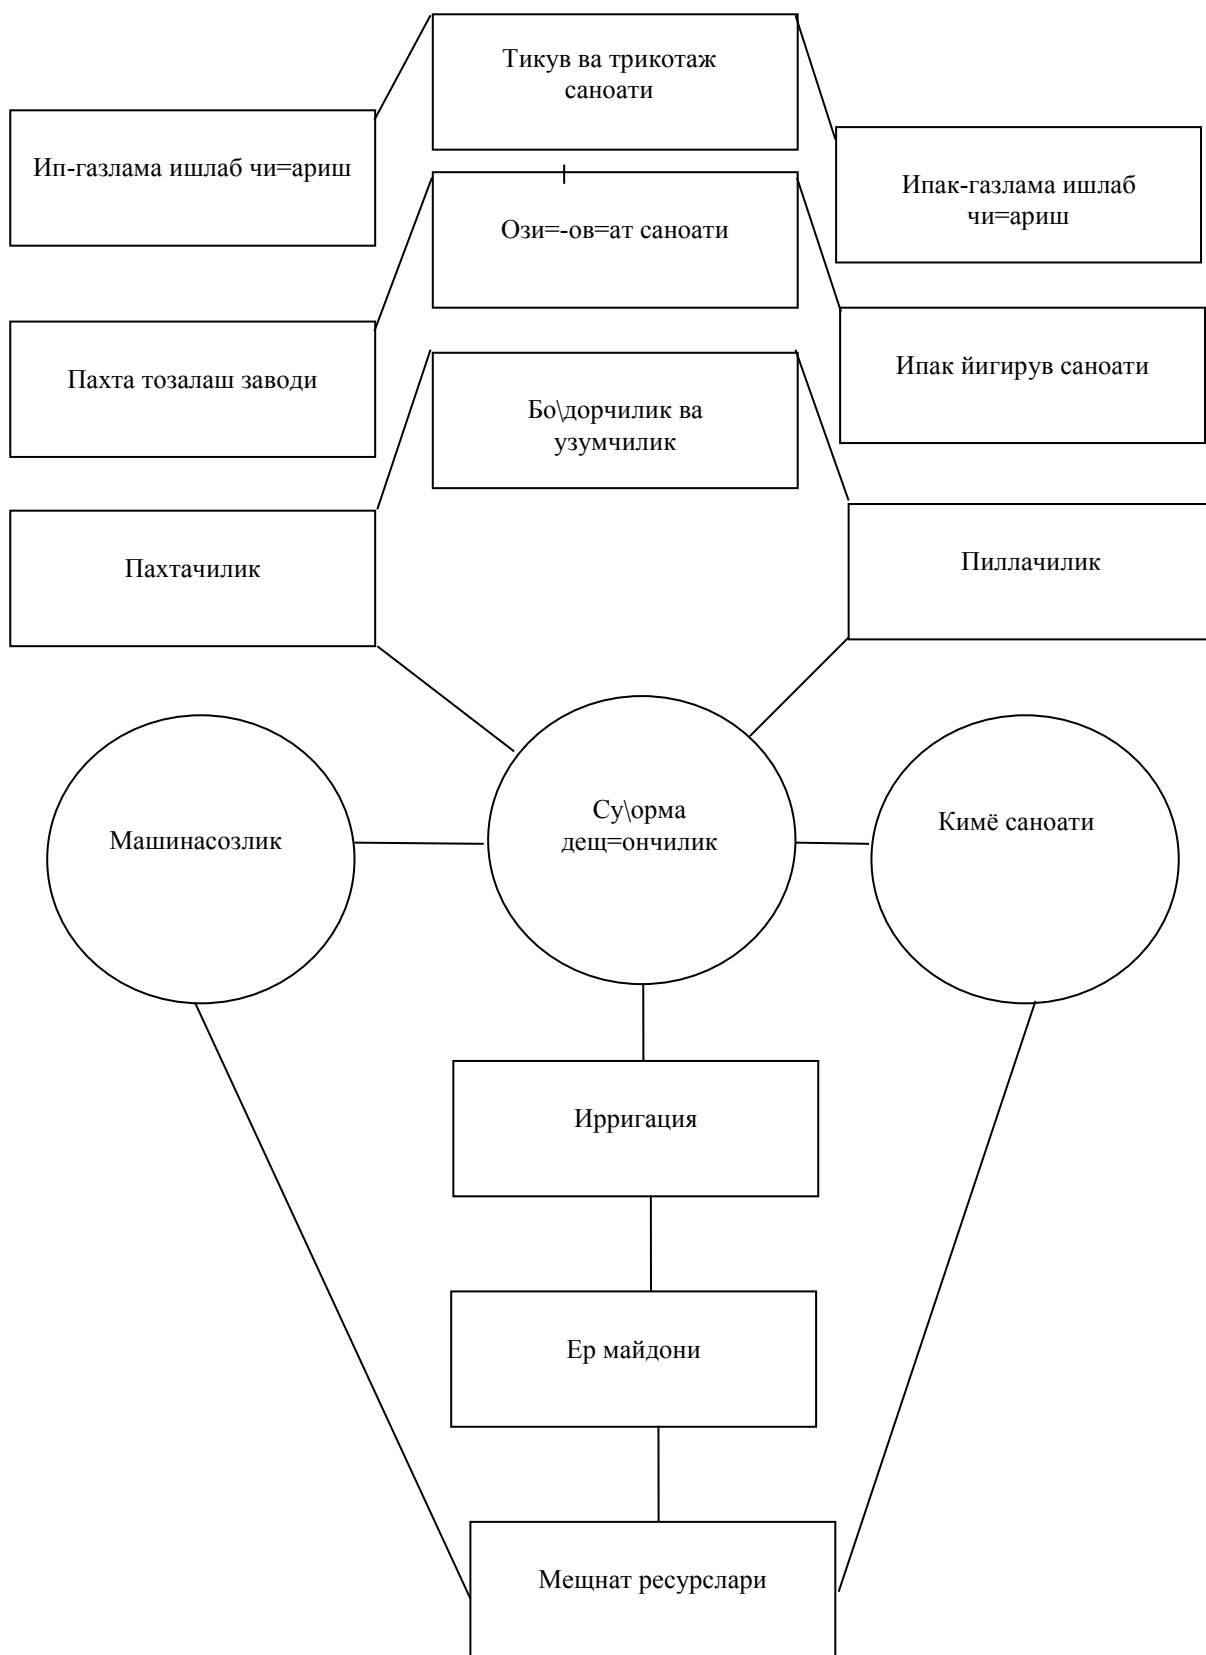 Тикув ва трикотаж
саноати
Ип-газлама ишлаб чи=ариш
Ипак-газлама ишлаб
чи=ариш
Ози=-ов=ат саноати
Пахта тозалаш заводи
Ипак йигирув саноати
Бо\дорчилик ва
узумчилик
Пахтачилик
Пиллачилик
Машинасозлик
Су\орма
дещ=ончилик
Кимё саноати
Ирригация
Ер майдони
Мещнат ресурслари